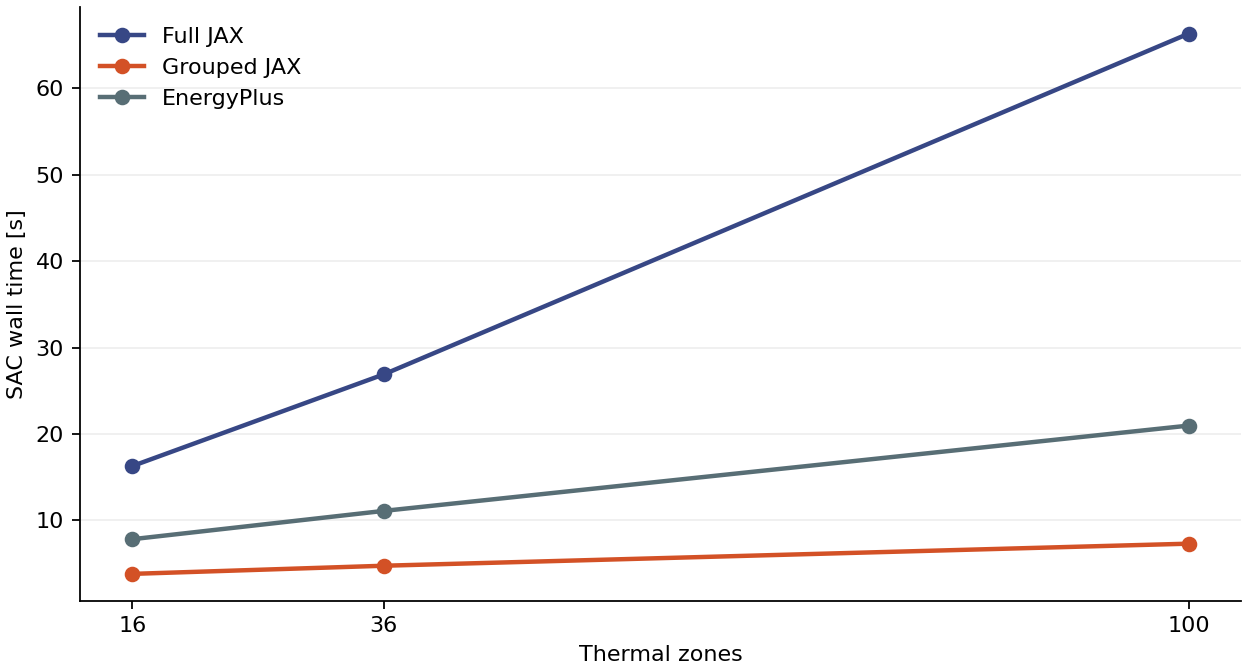 Full JAX
Grouped JAX
EnergyPlus
60
50
40
30
20
10
SAC wall time [s]
16 36 100
Thermal zones